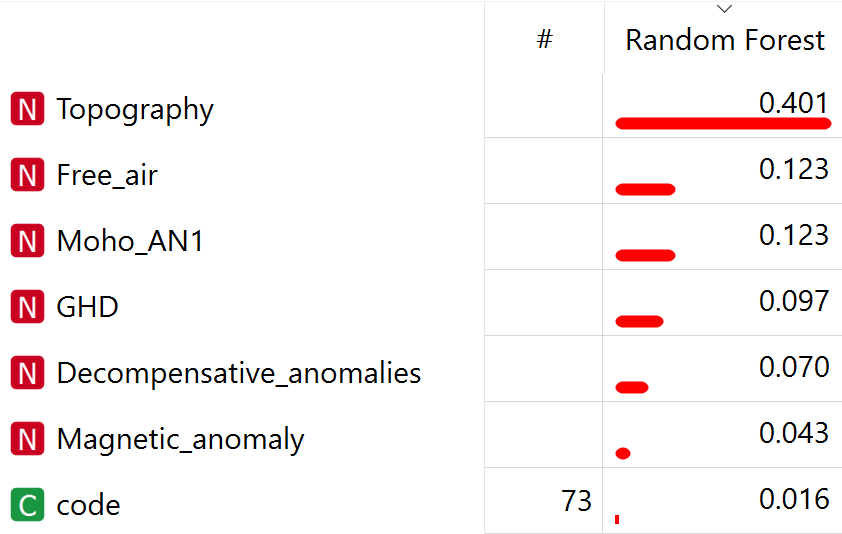 # Random Forest
N Topography 0.401
N Free_air 0.123
N Moho_AN1 0.123
N GHD 0.097
N Decompensative_anomalies 0.070
N Magnetic_anomaly 0.043
C code 73 0.016